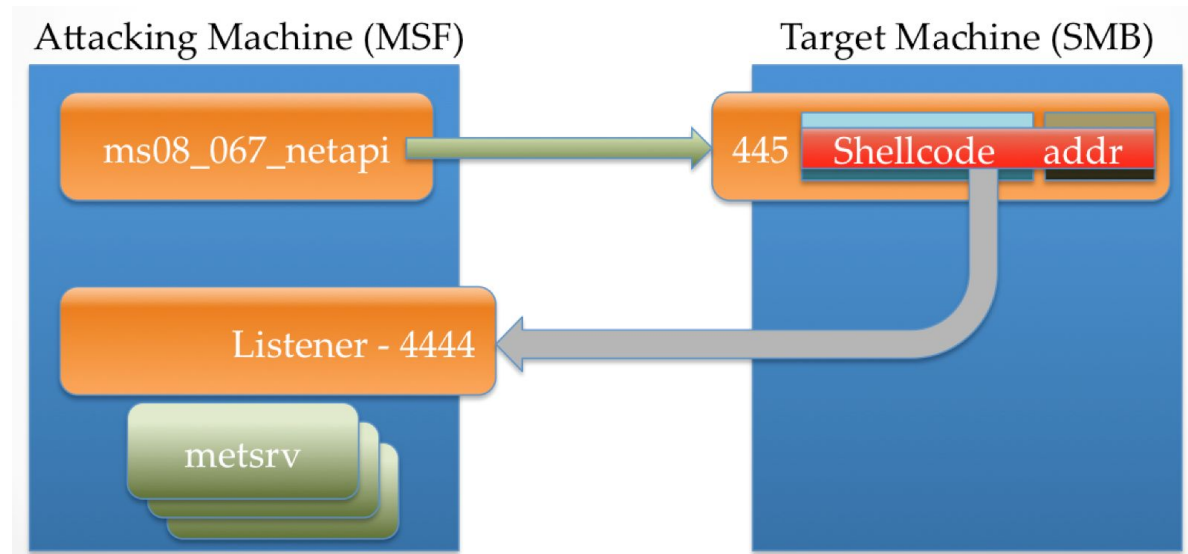 Attacking Machine (MSF)
Target Machine (SMB)
ms08_067_netapi
445
Shellcode addr
Listener - 4444
metsrv